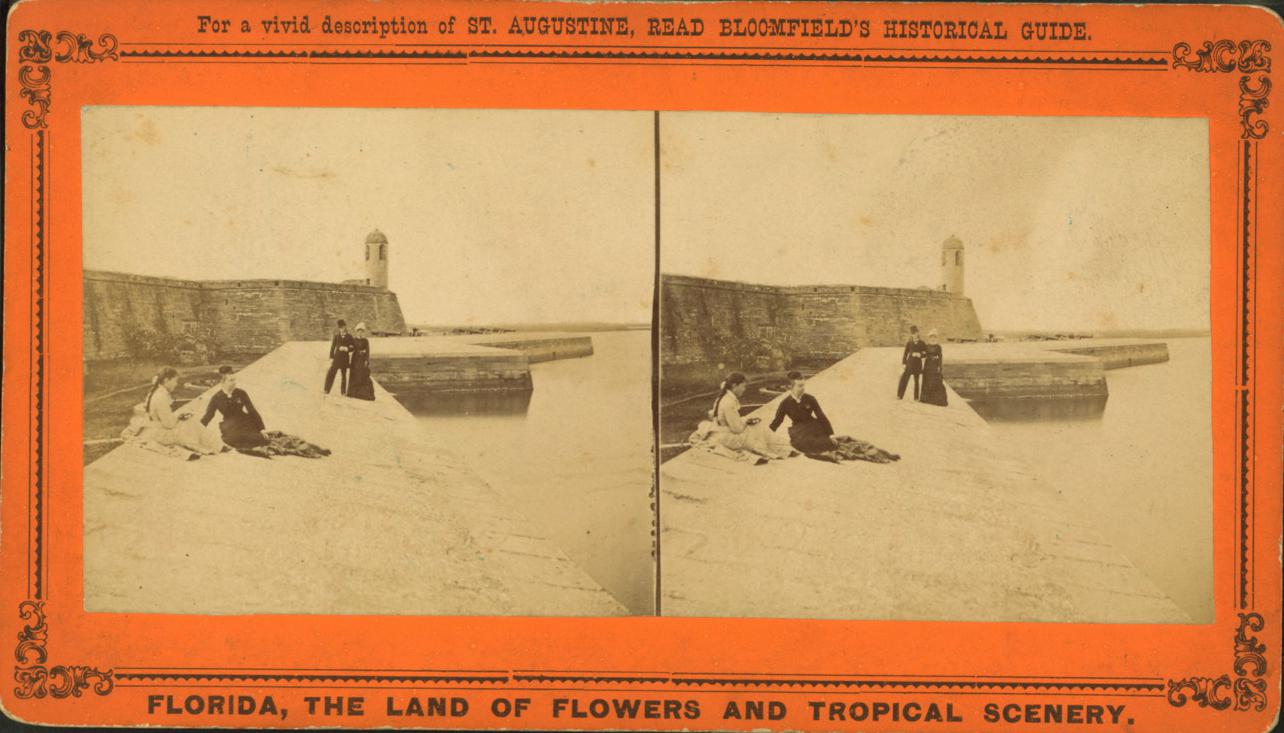 For a vivid description of ST. AUGUSTINE, READ BLOOMFIELD'S HISTORICAL GUIDE.
FLORIDA, THE LAND OF FLOWERS AND TROPICAL SCENERY.